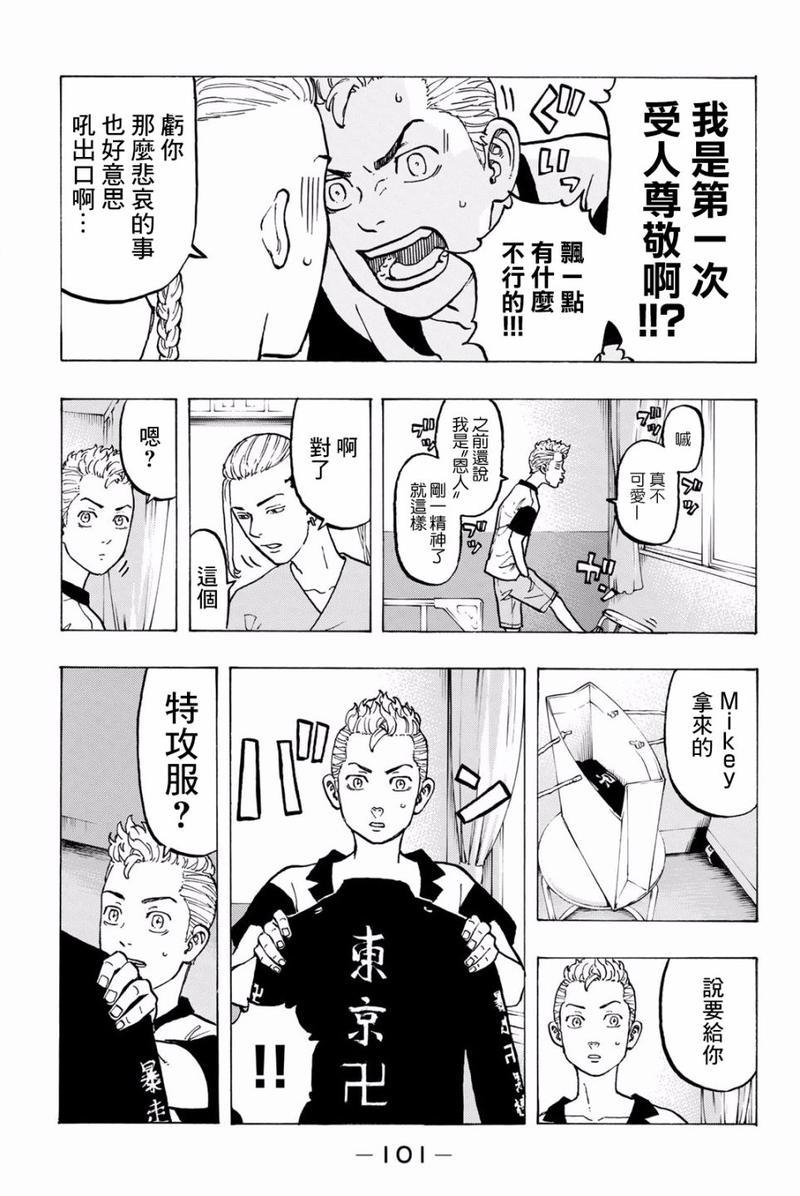 我是第一次
受人尊敬啊!!?
飄一點
有什麼
不行的!!!
虧你
那麼悲哀的事
也好意思
吼出口啊…
嘁
真不
可愛—
之前還說
我是“恩人”
剛一精神了
就這樣
啊
對了
這個
嗯?
Mikey
拿來的
說要給你
東京卍
!!
特攻服?
暴走
—101—